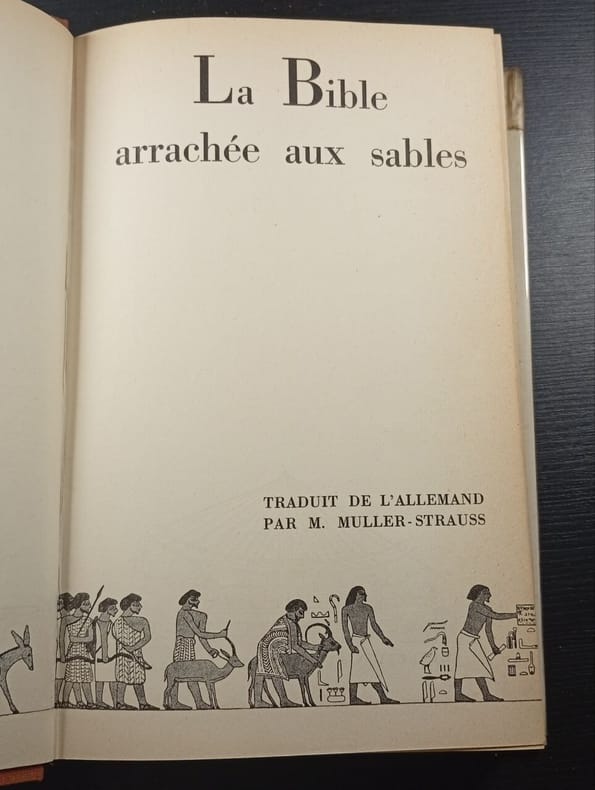 La Bible
arrachée aux sables
TRADUIT DE L'ALLEMAND
PAR M. MULLER-STRAUSS